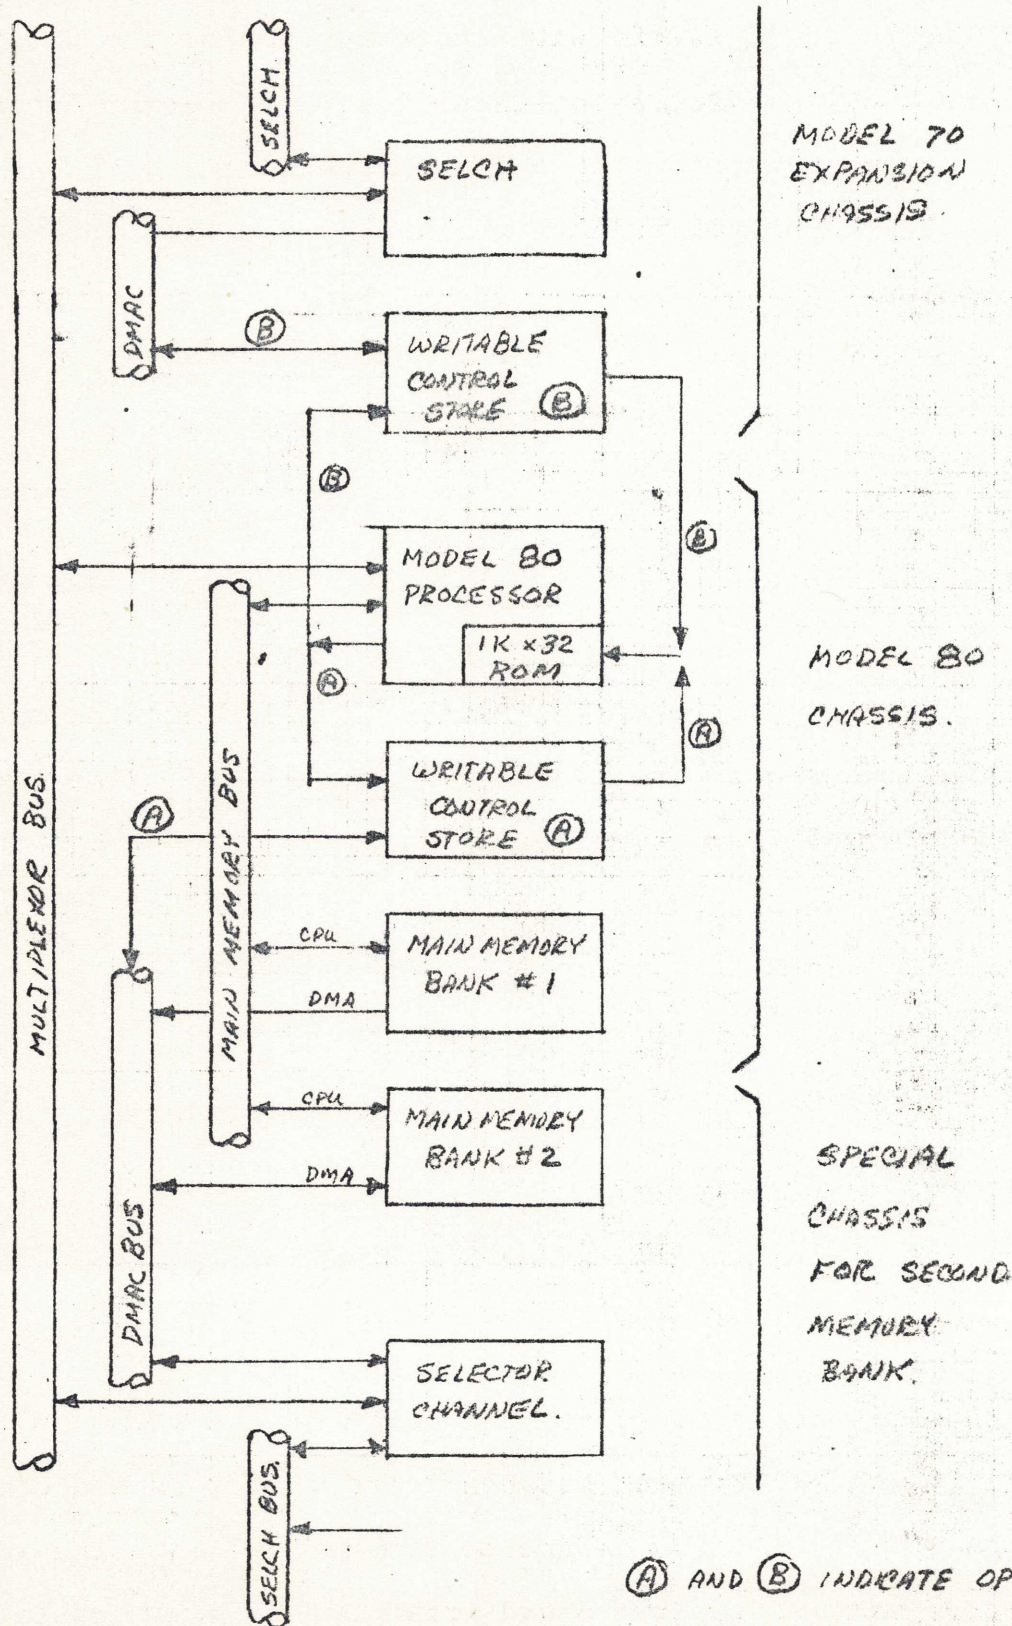 SELCH
SELCH
MODEL 70
EXPANSION
CHASSIS.
DMAC
B
WRITABLE
CONTROL
STORE B
B
B
MODEL 80
PROCESSOR
1K x 32
ROM
A
A
MODEL 80
CHASSIS.
MULTIPLEXOR BUS.
MAIN MEMORY BUS
WRITABLE
CONTROL
STORE A
A
CPU
MAIN MEMORY
BANK # 1
DMA
CPU
MAIN MEMORY
BANK # 2
DMA
DMAC BUS
SPECIAL
CHASSIS
FOR SECOND
MEMORY
BANK.
SELECTOR
CHANNEL.
SELCH BUS.
A AND B INDICATE OP